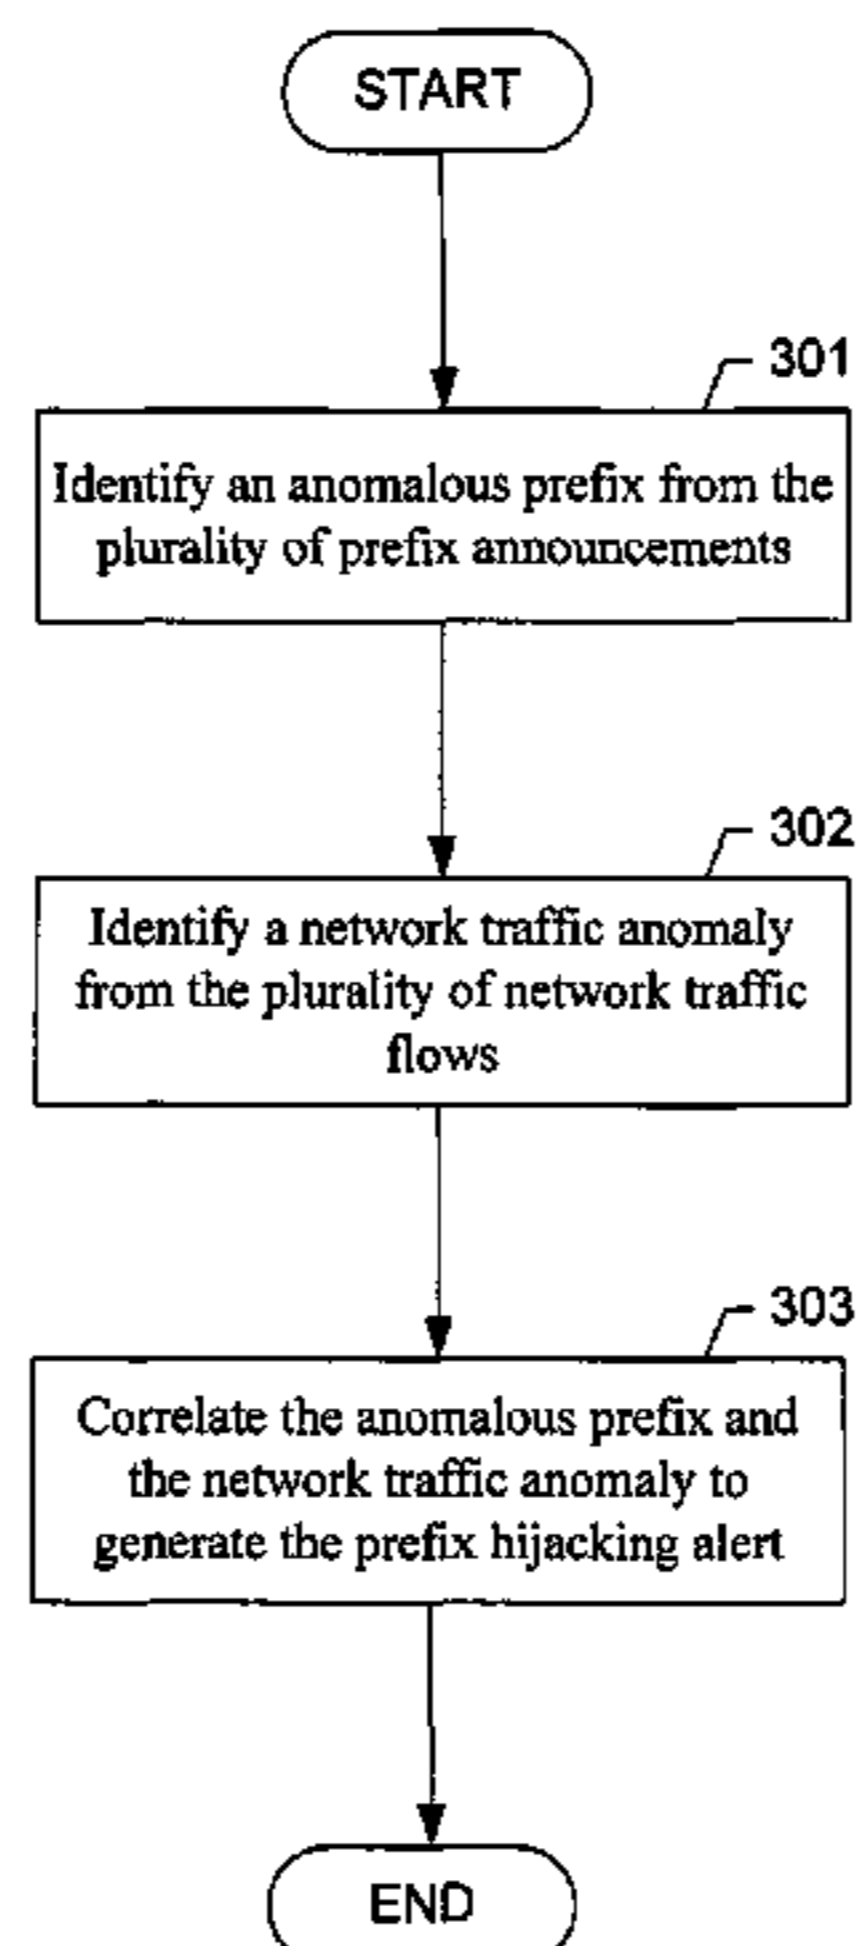 START
301
Identify an anomalous prefix from the
plurality of prefix announcements
302
Identify a network traffic anomaly
from the plurality of network traffic
flows
303
Correlate the anomalous prefix and
the network traffic anomaly to
generate the prefix hijacking alert
END